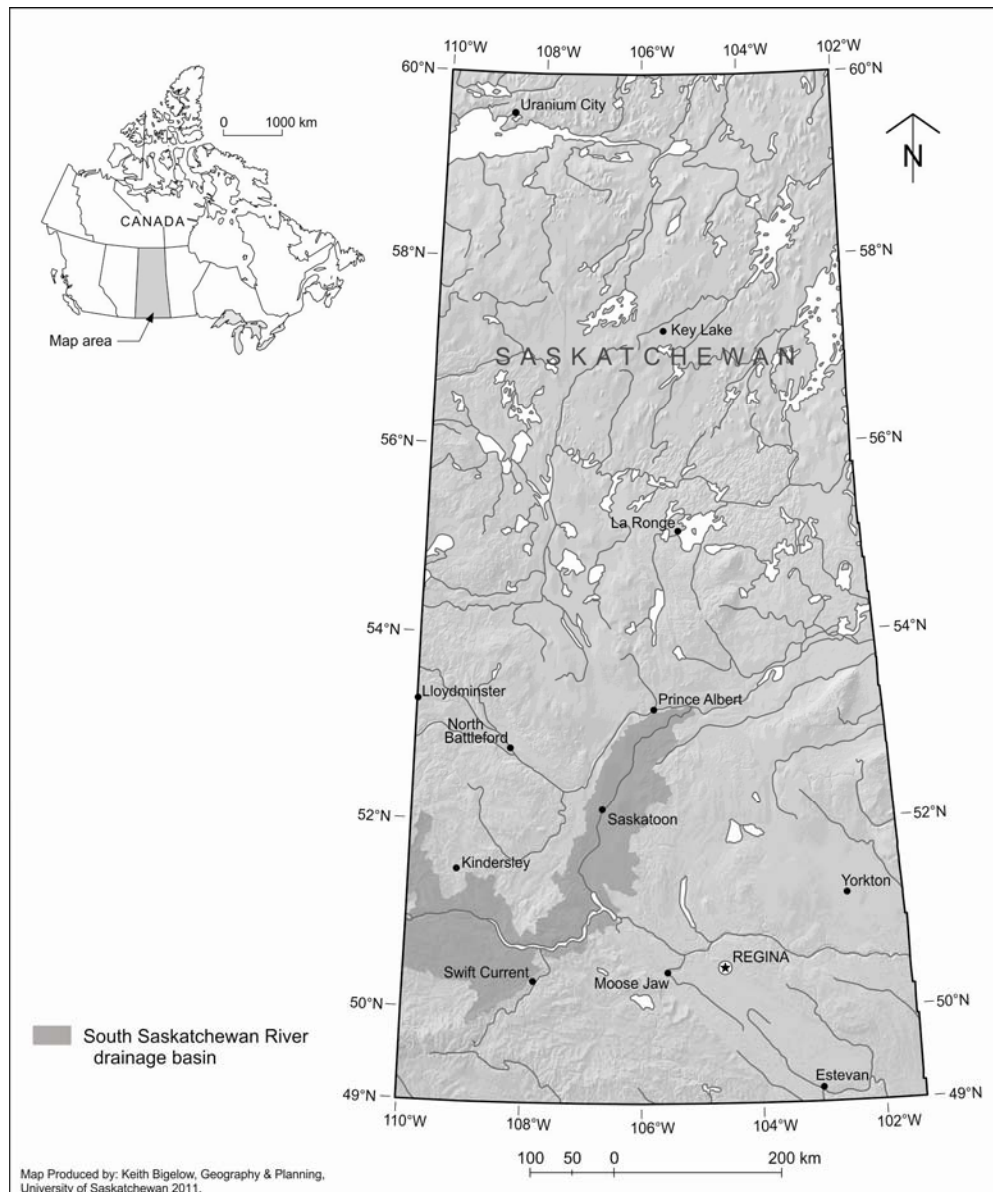 110°W 108°W 106°W 104°W 102°W
60°N 60°N
Uranium City
0 1000 km
N
CANADA
58°N 58°N
Map area
Key Lake
SASKATCHEWAN
56°N 56°N
La Ronge
54°N 54°N
Lloydminster
Prince Albert
North
Battleford
52°N 52°N
Saskatoon
Kindersley
Yorkton
REGINA
Swift Current
Moose Jaw
50°N 50°N
South Saskatchewan River
drainage basin
Estevan
49°N 49°N
110°W 108°W 106°W 104°W 102°W
100 50 0 200 km
Map Produced by: Keith Bigelow, Geography & Planning,
University of Saskatchewan 2011.